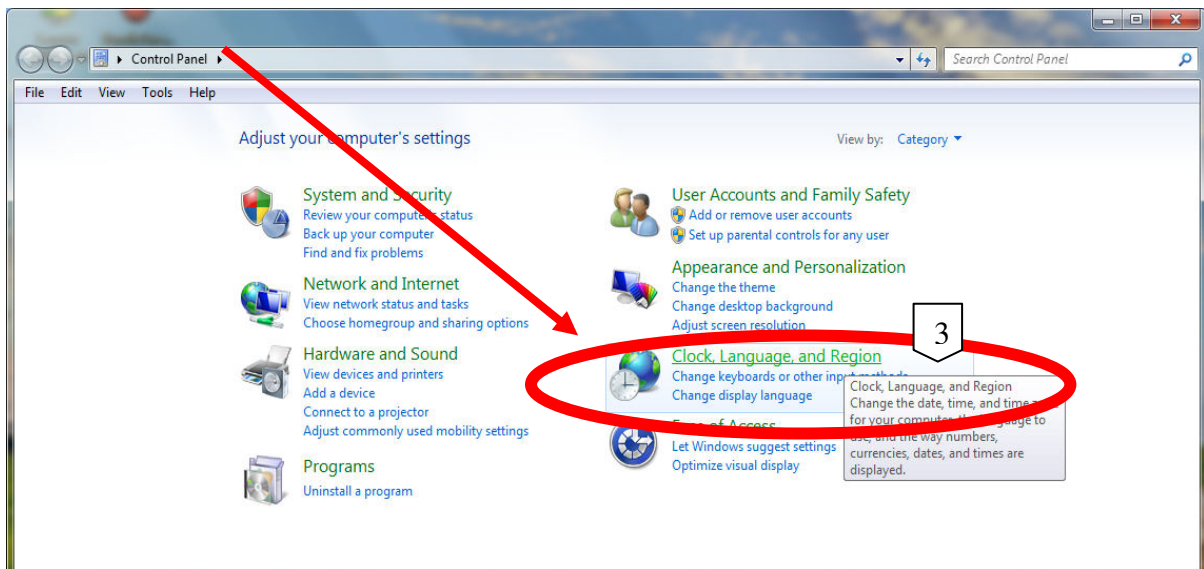 Control Panel
Search Control Panel
File Edit View Tools Help
Adjust your computer's settings
View by: Category
System and Security
Review your computer's status
Back up your computer
Find and fix problems
Network and Internet
View network status and tasks
Choose homegroup and sharing options
Hardware and Sound
View devices and printers
Add a device
Connect to a projector
Adjust commonly used mobility settings
Programs
Uninstall a program
User Accounts and Family Safety
Add or remove user accounts
Set up parental controls for any user
Appearance and Personalization
Change the theme
Change desktop background
Adjust screen resolution
3
Clock, Language, and Region
Change keyboards or other input methods
Change display language
Clock, Language, and Region
Change the date, time, and time zone
for your computer, the language to
use, and the way numbers,
currencies, dates, and times are
displayed.
Ease of Access
Let Windows suggest settings
Optimize visual display